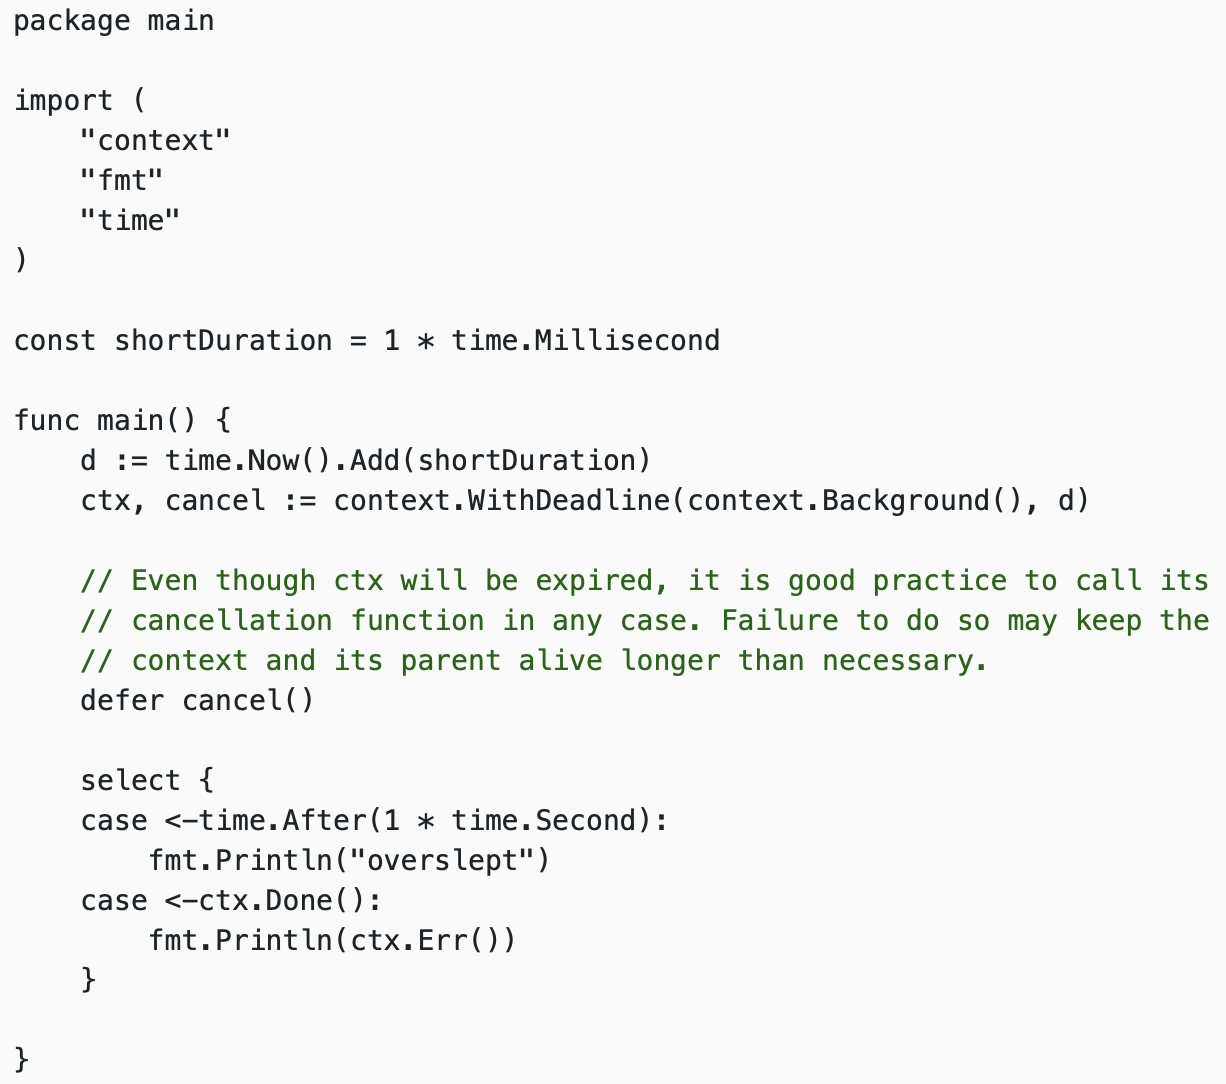 package main

import (
    "context"
    "fmt"
    "time"
)

const shortDuration = 1 * time.Millisecond

func main() {
    d := time.Now().Add(shortDuration)
    ctx, cancel := context.WithDeadline(context.Background(), d)

    // Even though ctx will be expired, it is good practice to call its
    // cancellation function in any case. Failure to do so may keep the
    // context and its parent alive longer than necessary.
    defer cancel()

    select {
    case <-time.After(1 * time.Second):
        fmt.Println("overslept")
    case <-ctx.Done():
        fmt.Println(ctx.Err())
    }

}